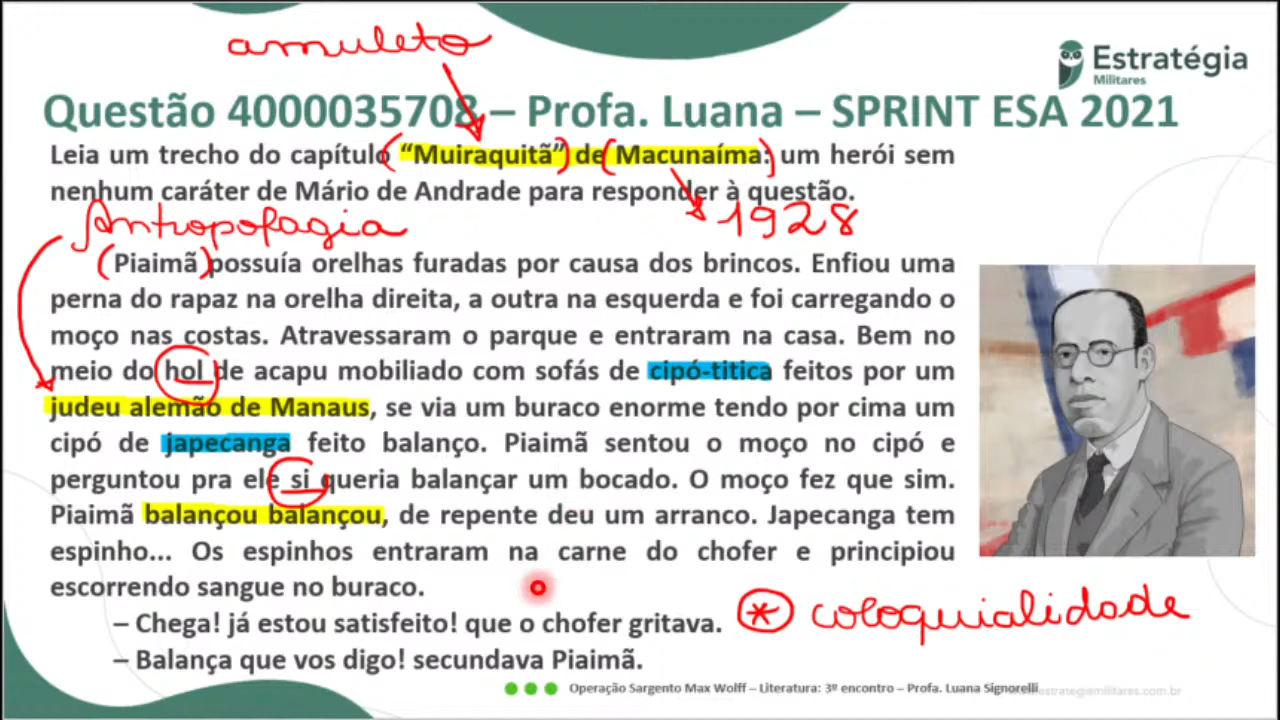 amuleto
Estratégia
Militares
Questão 4000035708 – Profa. Luana – SPRINT ESA 2021
Leia um trecho do capítulo “Muiraquitã” de Macunaíma: um herói sem
nenhum caráter de Mário de Andrade para responder à questão.
1928
Antropofagia
Piaimã possuía orelhas furadas por causa dos brincos. Enfiou uma
perna do rapaz na orelha direita, a outra na esquerda e foi carregando o
moço nas costas. Atravessaram o parque e entraram na casa. Bem no
meio do hol de acapu mobiliado com sofás de cipó-titica feitos por um
judeu alemão de Manaus, se via um buraco enorme tendo por cima um
cipó de japecanga feito balanço. Piaimã sentou o moço no cipó e
perguntou pra ele si queria balançar um bocado. O moço fez que sim.
Piaimã balançou balançou, de repente deu um arranco. Japecanga tem
espinho... Os espinhos entraram na carne do chofer e principiou
escorrendo sangue no buraco.
– Chega! já estou satisfeito! que o chofer gritava.
* coloquialidade
– Balança que vos digo! secundava Piaimã.
Operação Sargento Max Wolff – Literatura: 3º encontro – Profa. Luana Signorelli
estrategiamilitares.com.br